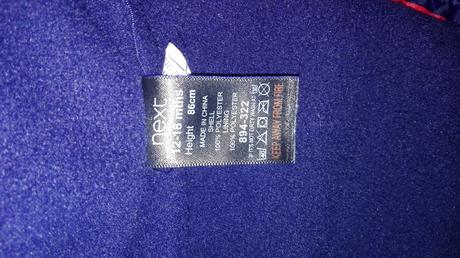 next
12-18 mths
Height 86cm
MADE IN CHINA
SHELL
100% POLYESTER
LINING
100% POLYESTER
894-322
KEEP AWAY FROM FIRE